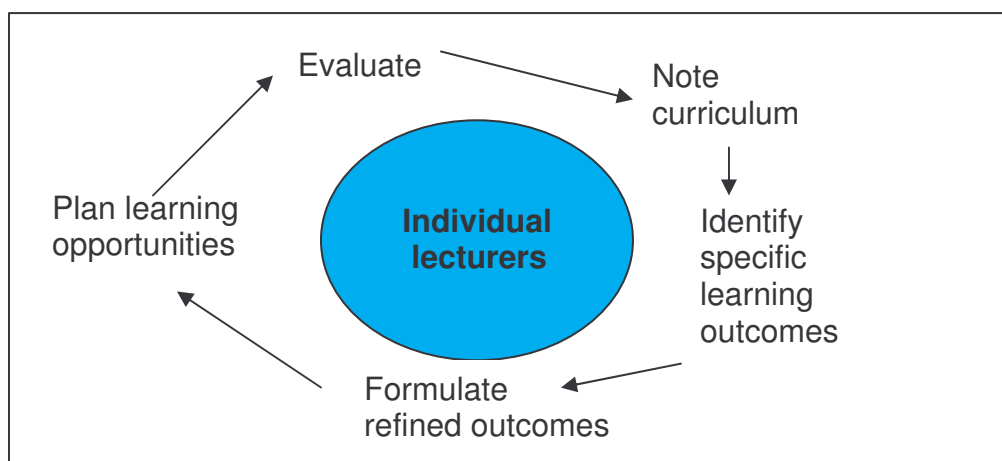 Evaluate
Note
curriculum
Identify
specific
learning
outcomes
Formulate
refined outcomes
Plan learning
opportunities
Individual
lecturers